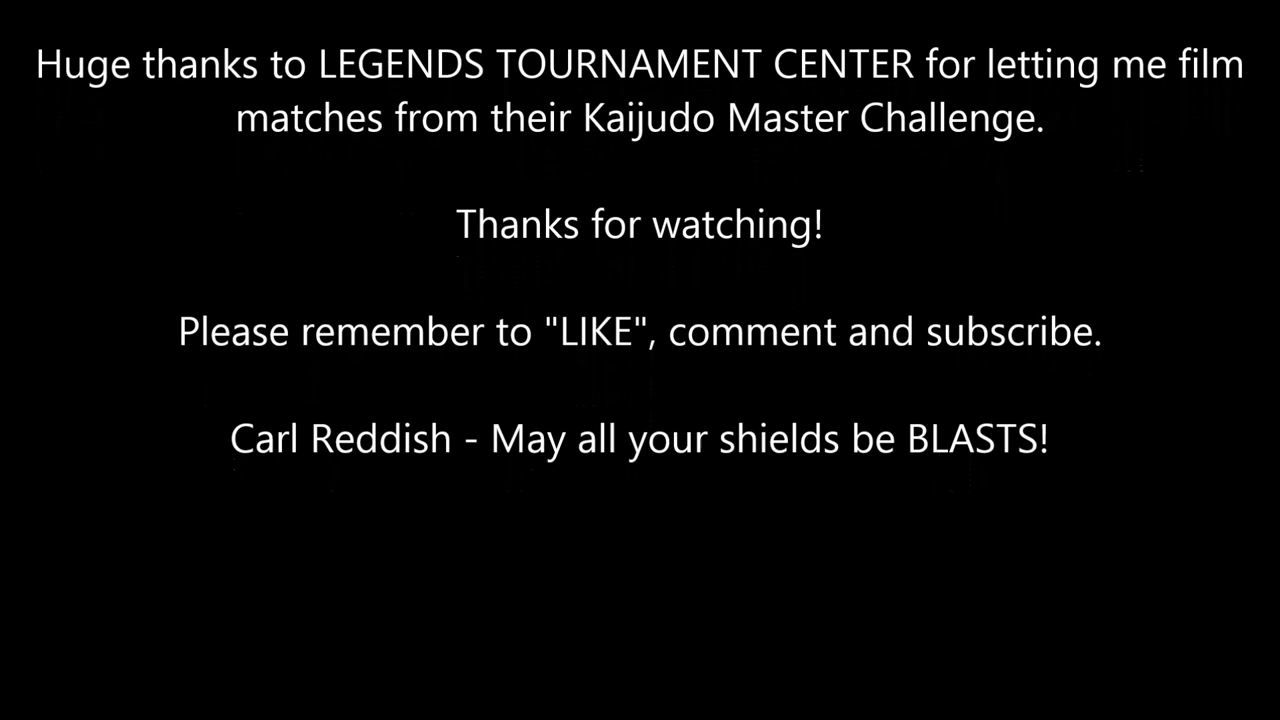 Huge thanks to LEGENDS TOURNAMENT CENTER for letting me film
matches from their Kaijudo Master Challenge.
Thanks for watching!
Please remember to "LIKE", comment and subscribe.
Carl Reddish - May all your shields be BLASTS!